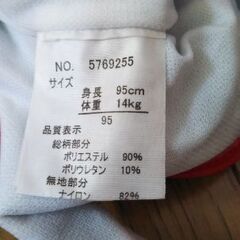 NO. 5769255
サイズ
身長 95cm
体重 14kg
95
品質表示
総柄部分
ポリエステル 90%
ポリウレタン 10%
無地部分
ナイロン 82%